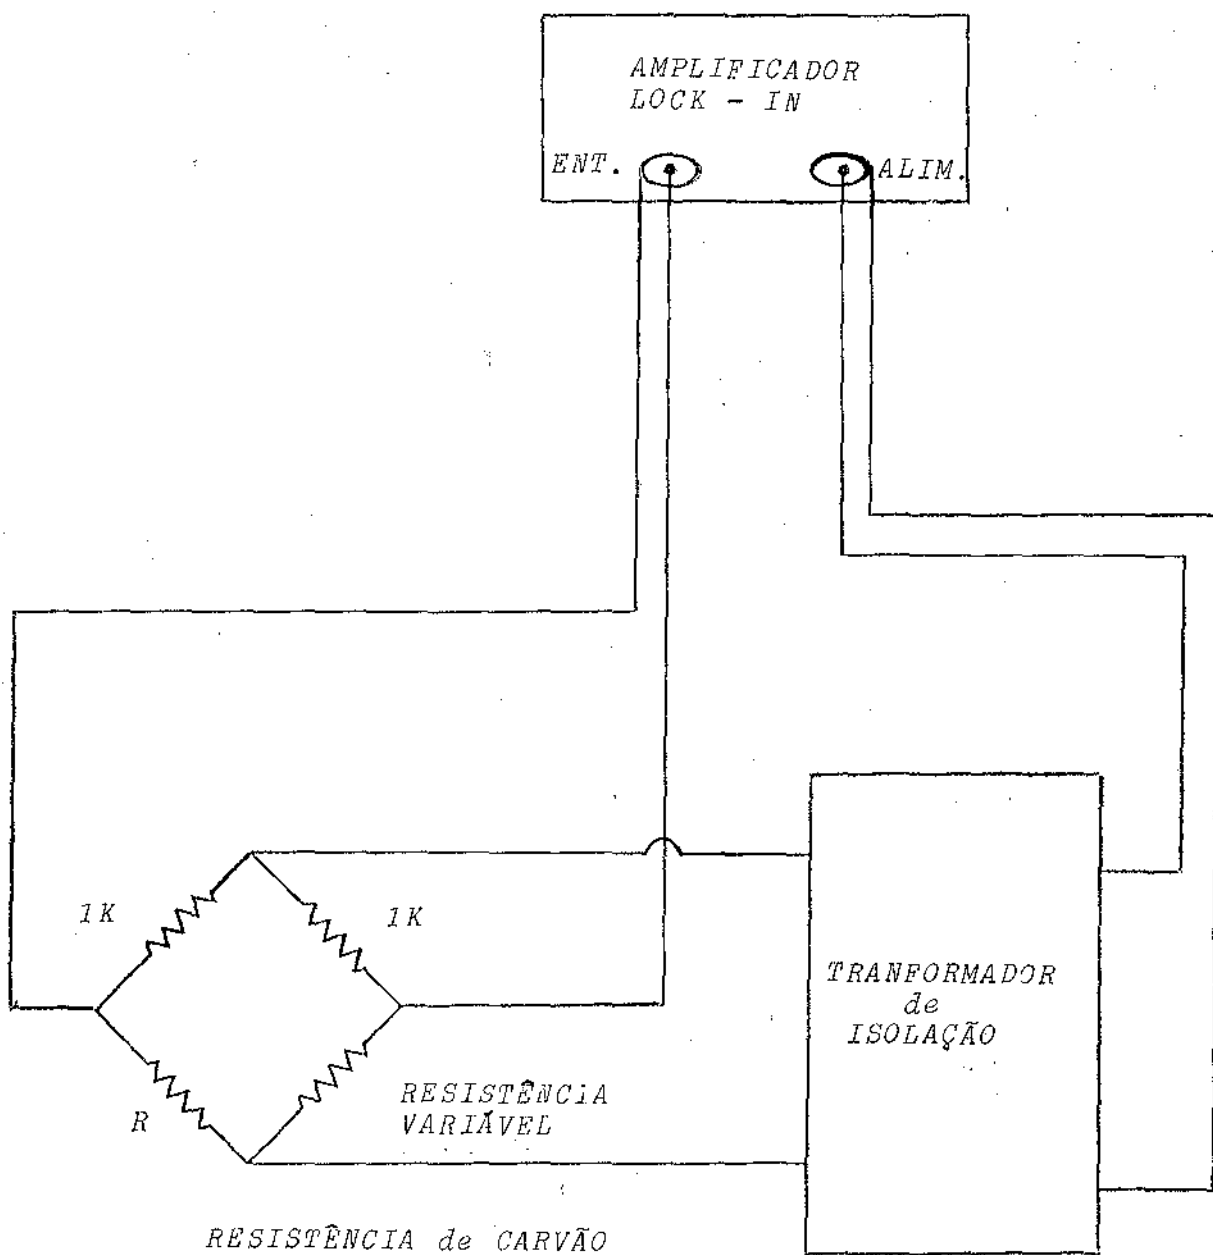 AMPLIFICADOR
LOCK - IN
ENT.
ALIM.
1K
1K
TRANFORMADOR
de
ISOLAÇÃO
RESISTÊNCIA
VARIÁVEL
R
RESISTÊNCIA de CARVÃO